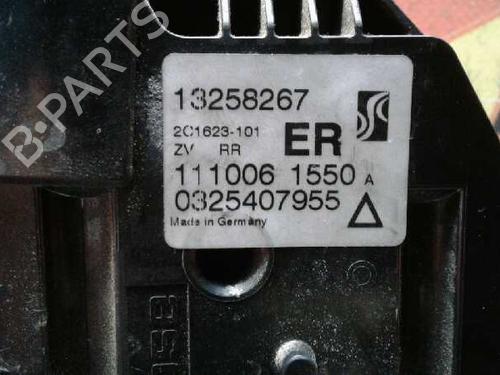 B-PARTS
13258267
2C1623-101
ZV RR ER
111006 1550 A
0325407955
Made in Germany